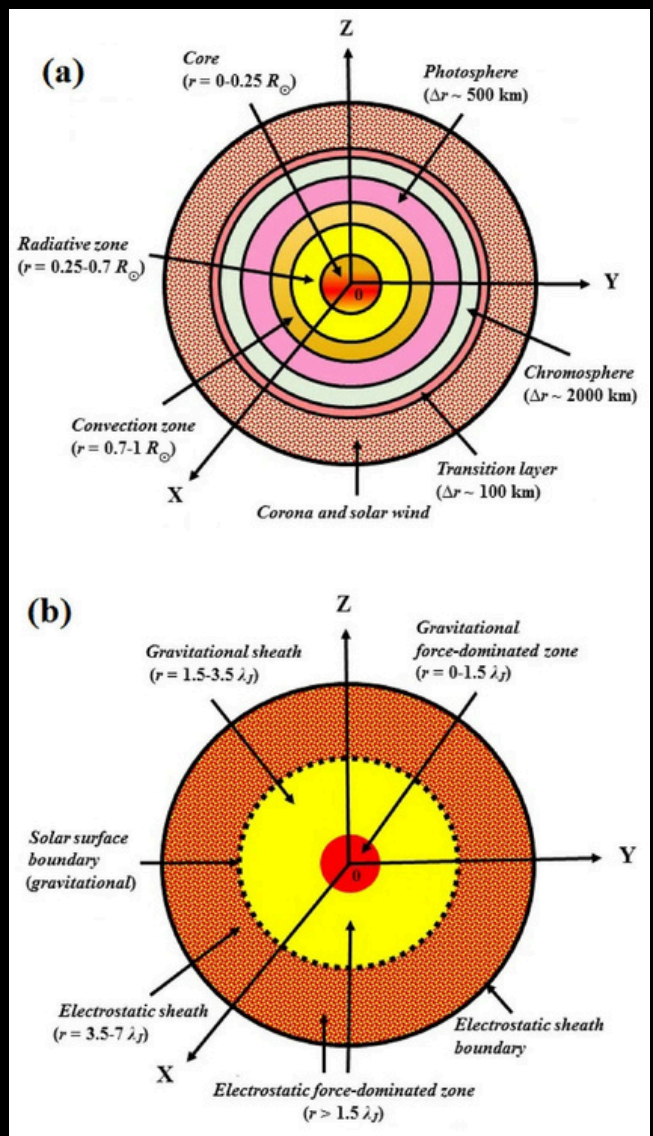 (a)
Z
Core
(r = 0-0.25 R☉)
Photosphere
(Δr ~ 500 km)
Radiative zone
(r = 0.25-0.7 R☉)
0
Y
Chromosphere
(Δr ~ 2000 km)
Convection zone
(r = 0.7-1 R☉)
Transition layer
(Δr ~ 100 km)
X
Corona and solar wind
(b)
Z
Gravitational sheath
(r = 1.5-3.5 λJ)
Gravitational
force-dominated zone
(r = 0-1.5 λJ)
Solar surface
boundary
(gravitational)
0
Y
Electrostatic sheath
(r = 3.5-7 λJ)
Electrostatic sheath
boundary
X
Electrostatic force-dominated zone
(r > 1.5 λJ)